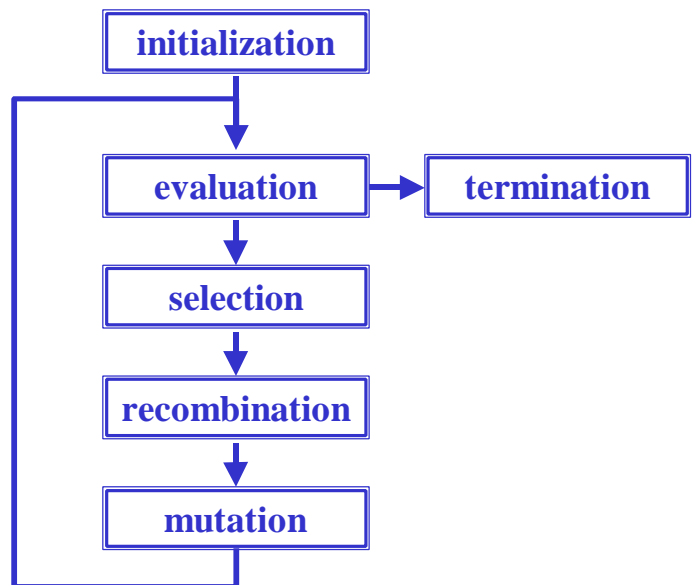 initialization
evaluation
termination
selection
recombination
mutation